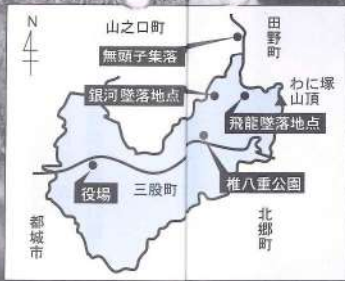 N
山之口町
田野町
無頭子集落
銀河墜落地点
わに塚山頂
飛龍墜落地点
役場
三股町
椎八重公園
都城市
北郷町